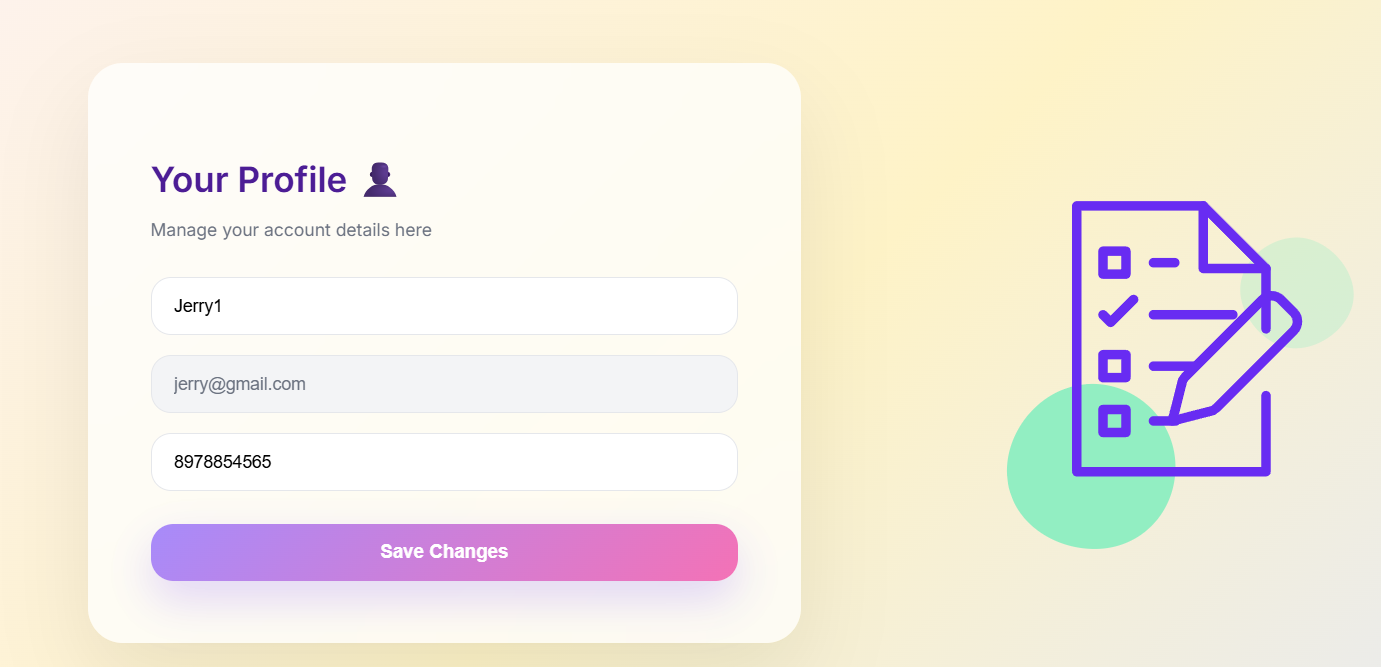 Your Profile
Manage your account details here
Jerry1
jerry@gmail.com
8978854565
Save Changes